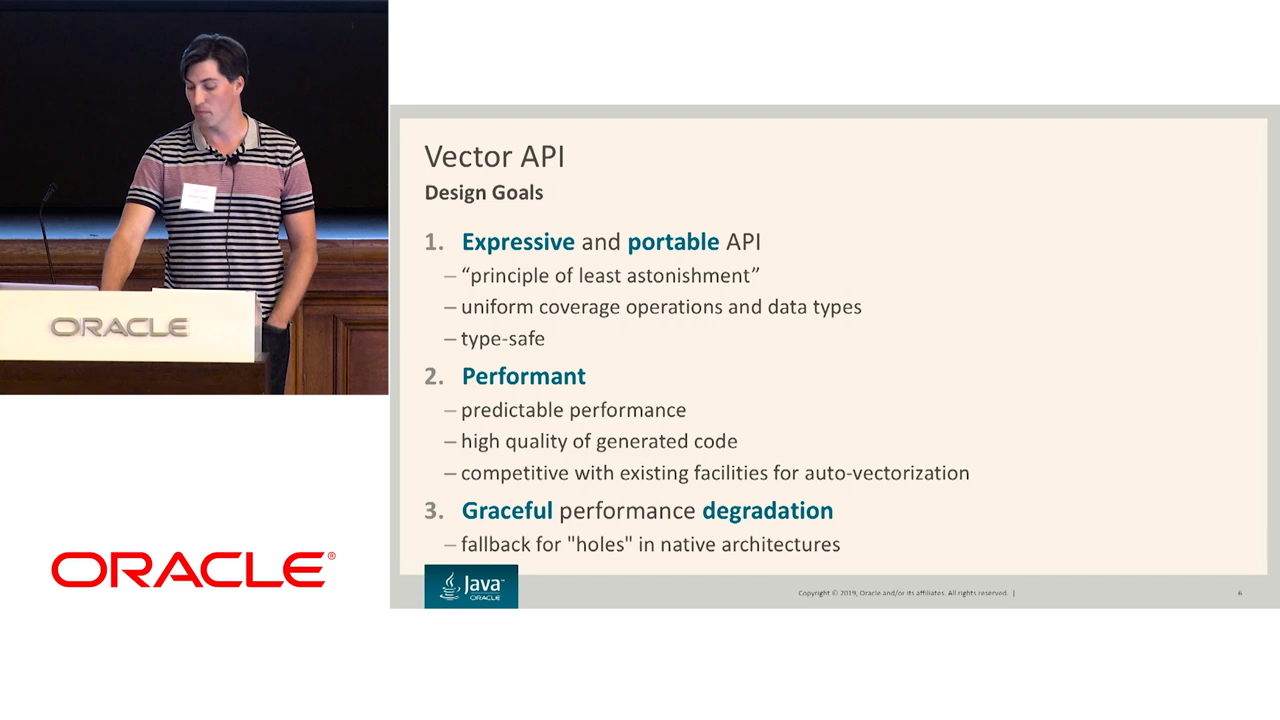 ORACLE
ORACLE®
Vector API
Design Goals
1. Expressive and portable API
– “principle of least astonishment”
– uniform coverage operations and data types
– type-safe
2. Performant
– predictable performance
– high quality of generated code
– competitive with existing facilities for auto-vectorization
3. Graceful performance degradation
– fallback for "holes" in native architectures
Java™
ORACLE
Copyright © 2019, Oracle and/or its affiliates. All rights reserved. |
6